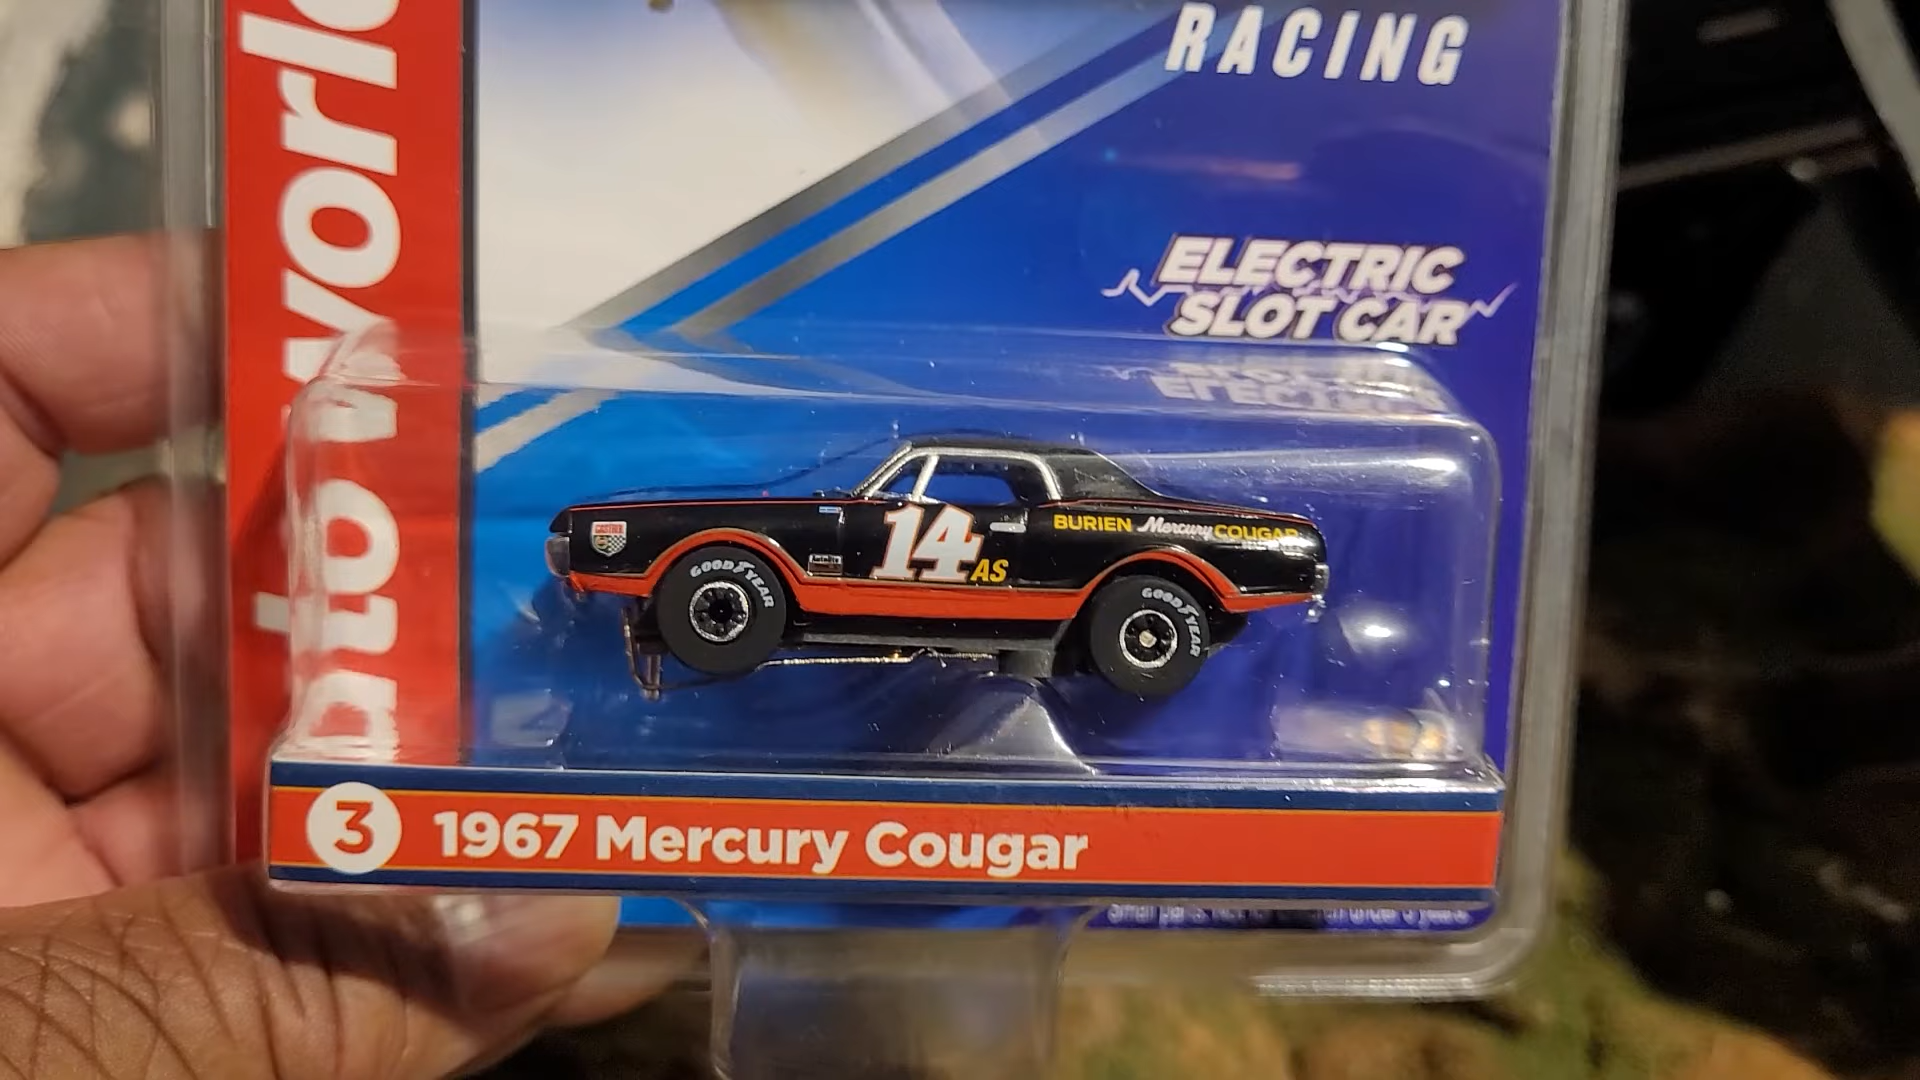 auto world
RACING
ELECTRIC
SLOT CAR
14
AS
BURIEN Mercury COUGAR
GOODYEAR
GOODYEAR
3 1967 Mercury Cougar